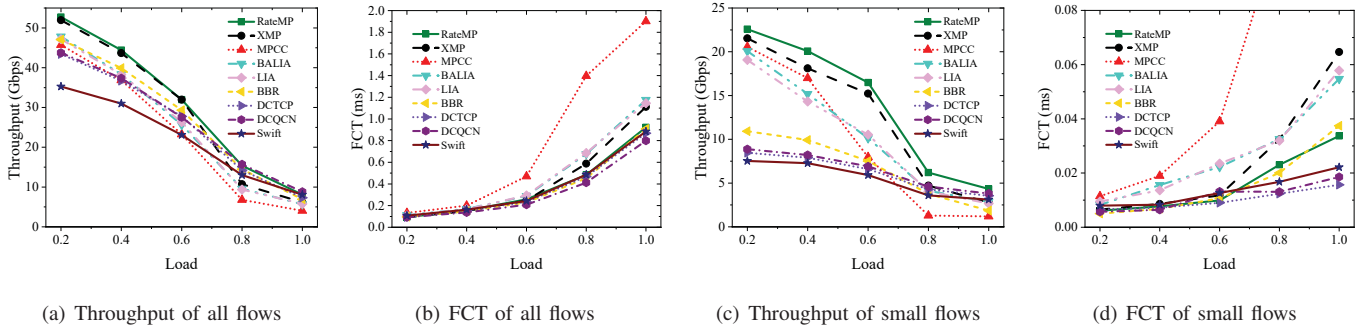 Throughput (Gbps)
50
40
30
20
10
0
0.2 0.4 0.6 0.8 1.0
Load
RateMP
XMP
MPCC
BALIA
LIA
BBR
DCTCP
DCQCN
Swift
(a) Throughput of all flows
FCT (ms)
2.0
1.8
1.6
1.4
1.2
1.0
0.8
0.6
0.4
0.2
0.0
0.2 0.4 0.6 0.8 1.0
Load
RateMP
XMP
MPCC
BALIA
LIA
BBR
DCTCP
DCQCN
Swift
(b) FCT of all flows
Throughput (Gbps)
25
20
15
10
5
0
0.2 0.4 0.6 0.8 1.0
Load
RateMP
XMP
MPCC
BALIA
LIA
BBR
DCTCP
DCQCN
Swift
(c) Throughput of small flows
FCT (ms)
0.08
0.06
0.04
0.02
0.00
0.2 0.4 0.6 0.8 1.0
Load
RateMP
XMP
MPCC
BALIA
LIA
BBR
DCTCP
DCQCN
Swift
(d) FCT of small flows